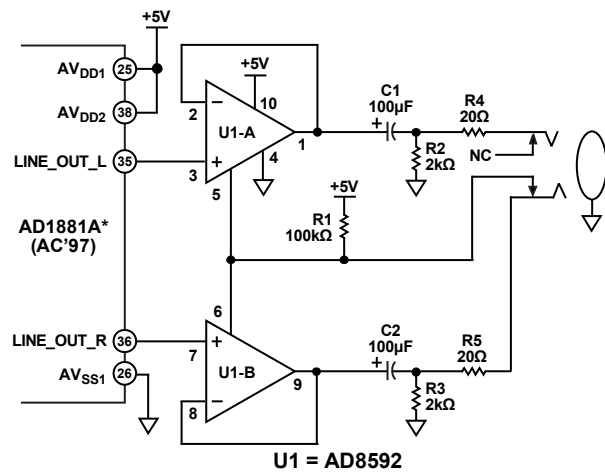 +5V
AVDD1 25
AVDD2 38
LINE_OUT_L 35
AD1881A*
(AC'97)
LINE_OUT_R 36
AVSS1 26
+5V
2
−
10
U1-A
+
3
4
1
5
C1
100µF
+
R4
20Ω
R2
2kΩ
NC
+5V
R1
100kΩ
6
7
+
U1-B
9
−
8
C2
100µF
+
R5
20Ω
R3
2kΩ
U1 = AD8592